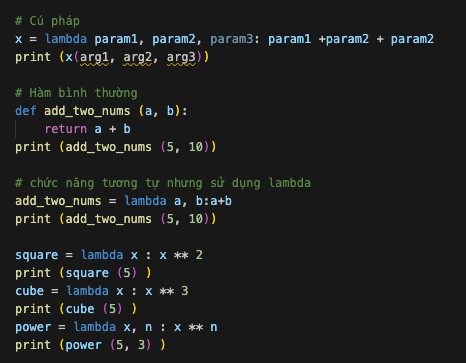 # Cú pháp
x = lambda param1, param2, param3: param1 +param2 + param2
print (x(arg1, arg2, arg3))
# Hàm bình thường
def add_two_nums (a, b):
    return a + b
print (add_two_nums (5, 10))
# chức năng tương tự nhưng sử dụng lambda
add_two_nums = lambda a, b:a+b
print (add_two_nums (5, 10))
square = lambda x : x ** 2
print (square (5) )
cube = lambda x : x ** 3
print (cube (5) )
power = lambda x, n : x ** n
print (power (5, 3) )